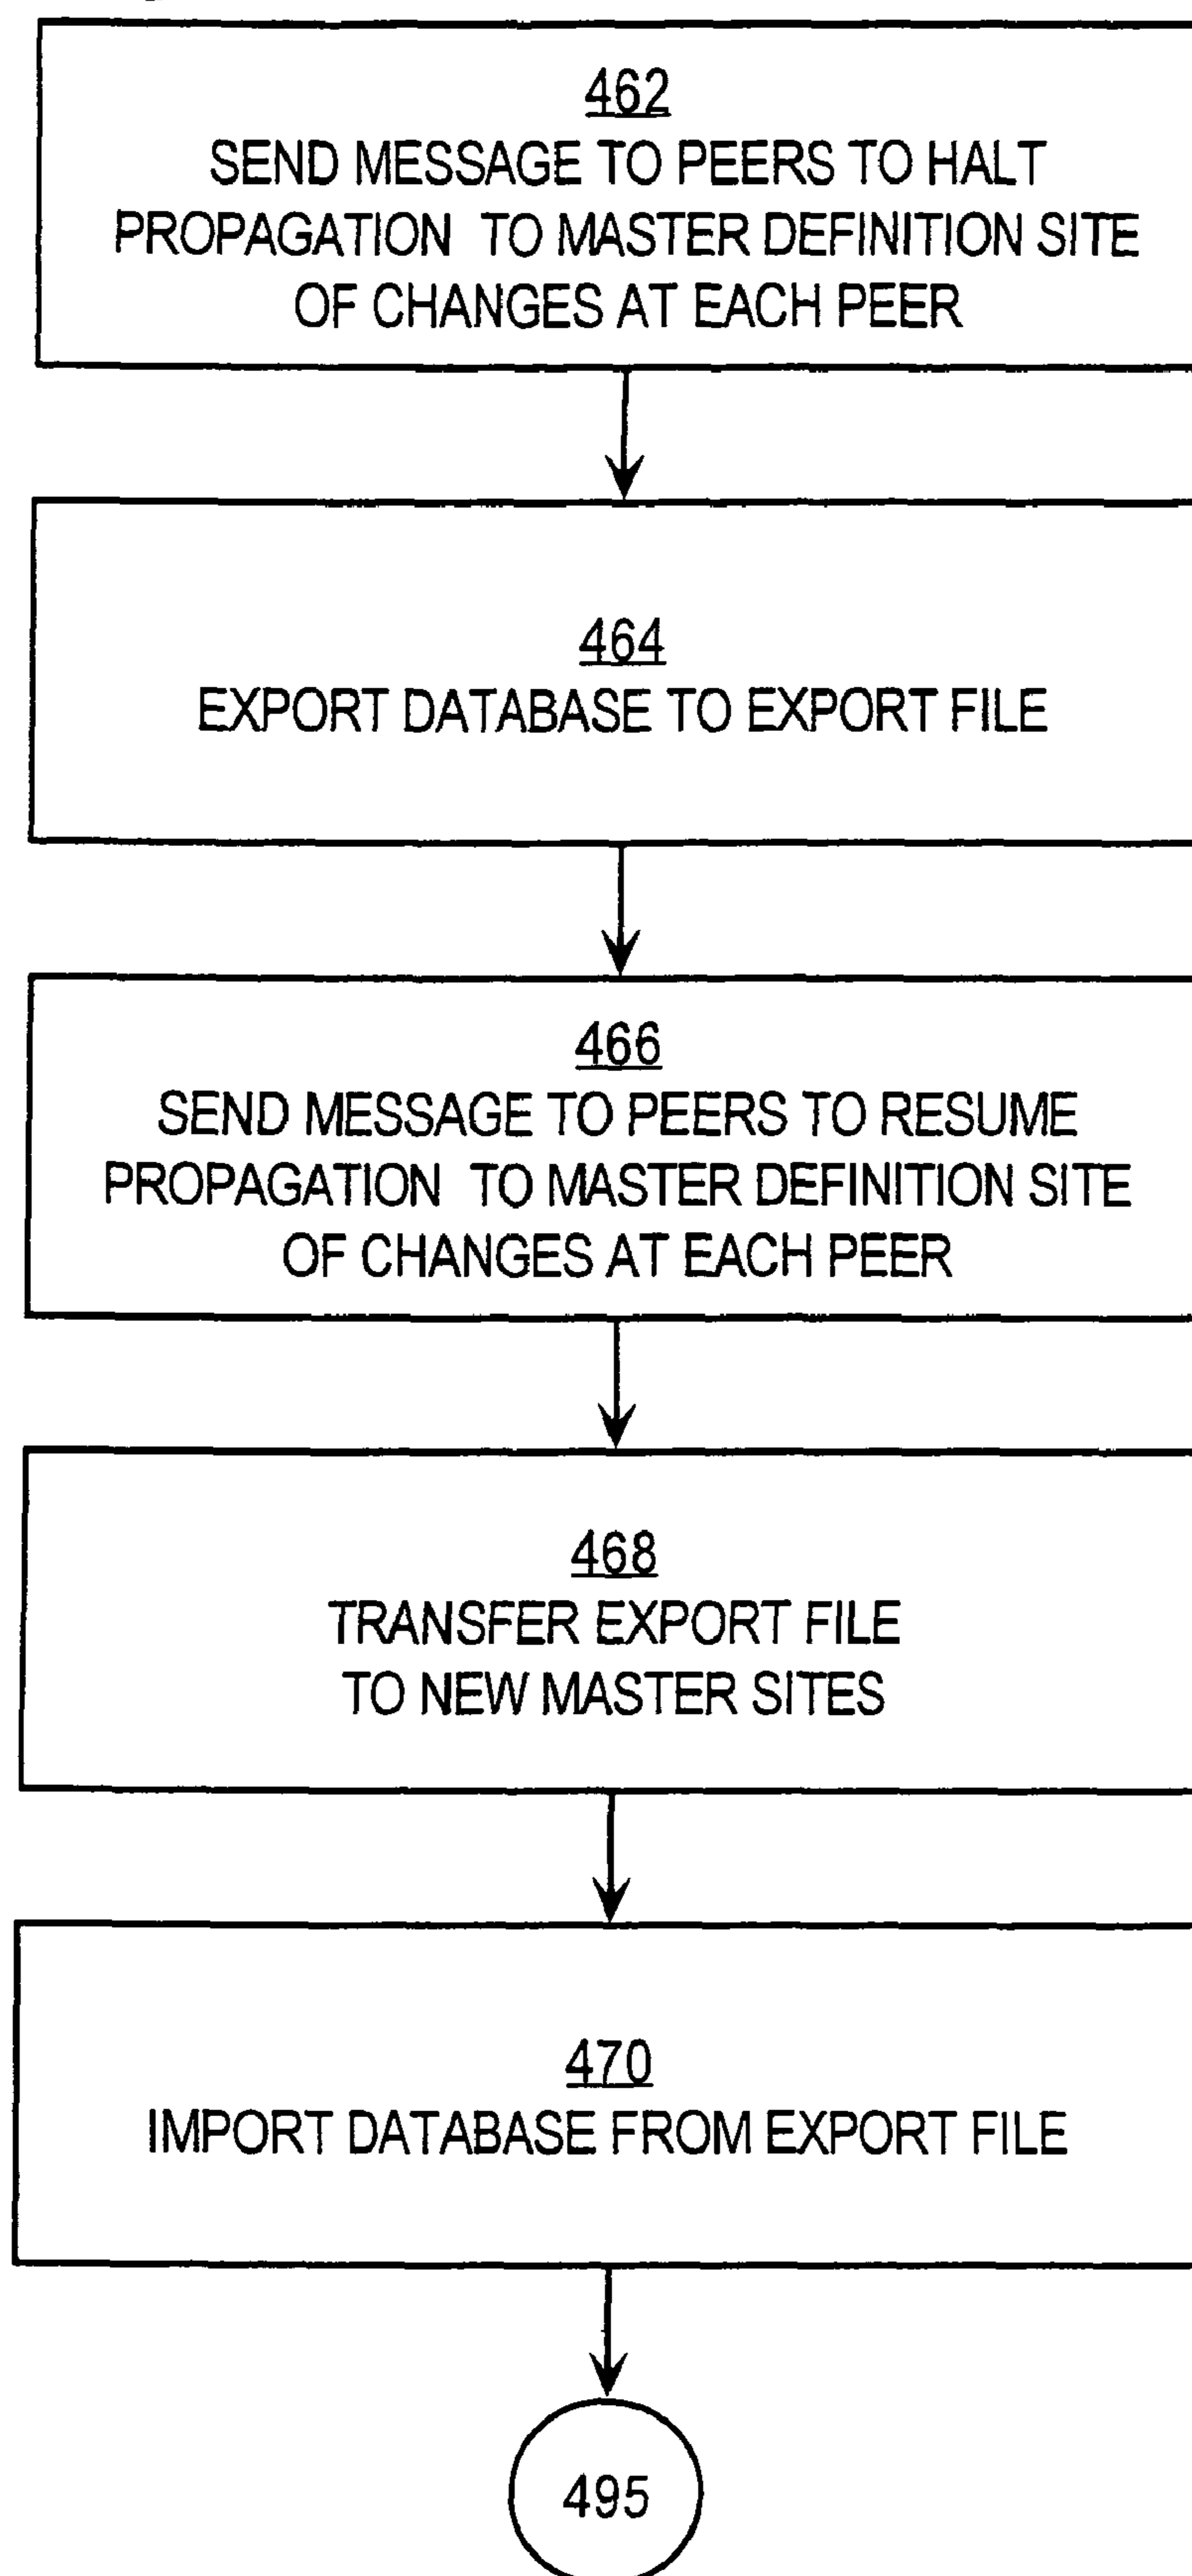 462
SEND MESSAGE TO PEERS TO HALT
PROPAGATION TO MASTER DEFINITION SITE
OF CHANGES AT EACH PEER
464
EXPORT DATABASE TO EXPORT FILE
466
SEND MESSAGE TO PEERS TO RESUME
PROPAGATION TO MASTER DEFINITION SITE
OF CHANGES AT EACH PEER
468
TRANSFER EXPORT FILE
TO NEW MASTER SITES
470
IMPORT DATABASE FROM EXPORT FILE
495